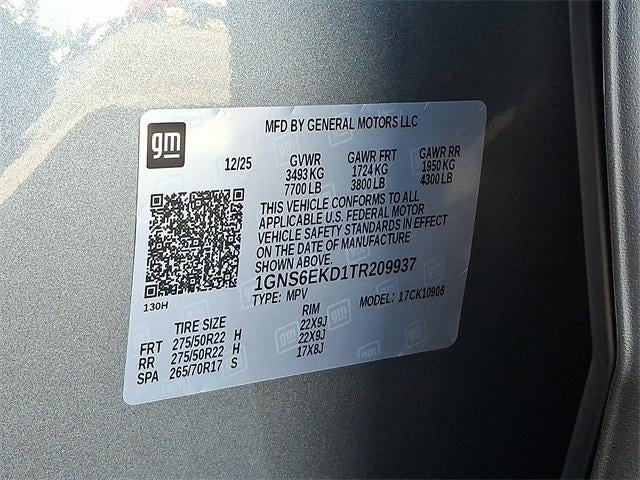 gm
MFD BY GENERAL MOTORS LLC
12/25 GVWR GAWR FRT GAWR RR
3493 KG 1724 KG 1950 KG
7700 LB 3800 LB 4300 LB
THIS VEHICLE CONFORMS TO ALL
APPLICABLE U.S. FEDERAL MOTOR
VEHICLE SAFETY STANDARDS IN EFFECT
ON THE DATE OF MANUFACTURE
SHOWN ABOVE.
1GNS6EKD1TR209937
130H
TYPE: MPV MODEL: 17CK10906
TIRE SIZE RIM
FRT 275/50R22 H 22X9J
RR 275/50R22 H 22X9J
SPA 265/70R17 S 17X8J